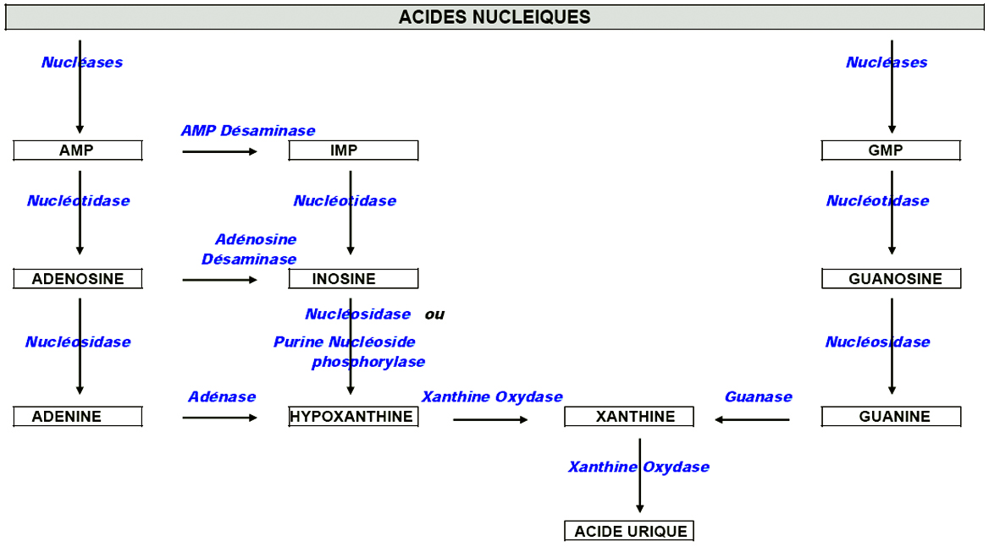 ACIDES NUCLEIQUES
Nucléases
Nucléases
AMP Désaminase
AMP
IMP
GMP
Nucléotidase
Nucléotidase
Nucléotidase
Adénosine
Désaminase
ADENOSINE
INOSINE
GUANOSINE
Nucléosidase ou
Nucléosidase
Purine Nucléoside
phosphorylase
Nucléosidase
Adénase
Xanthine Oxydase
Guanase
ADENINE
HYPOXANTHINE
XANTHINE
GUANINE
Xanthine Oxydase
ACIDE URIQUE